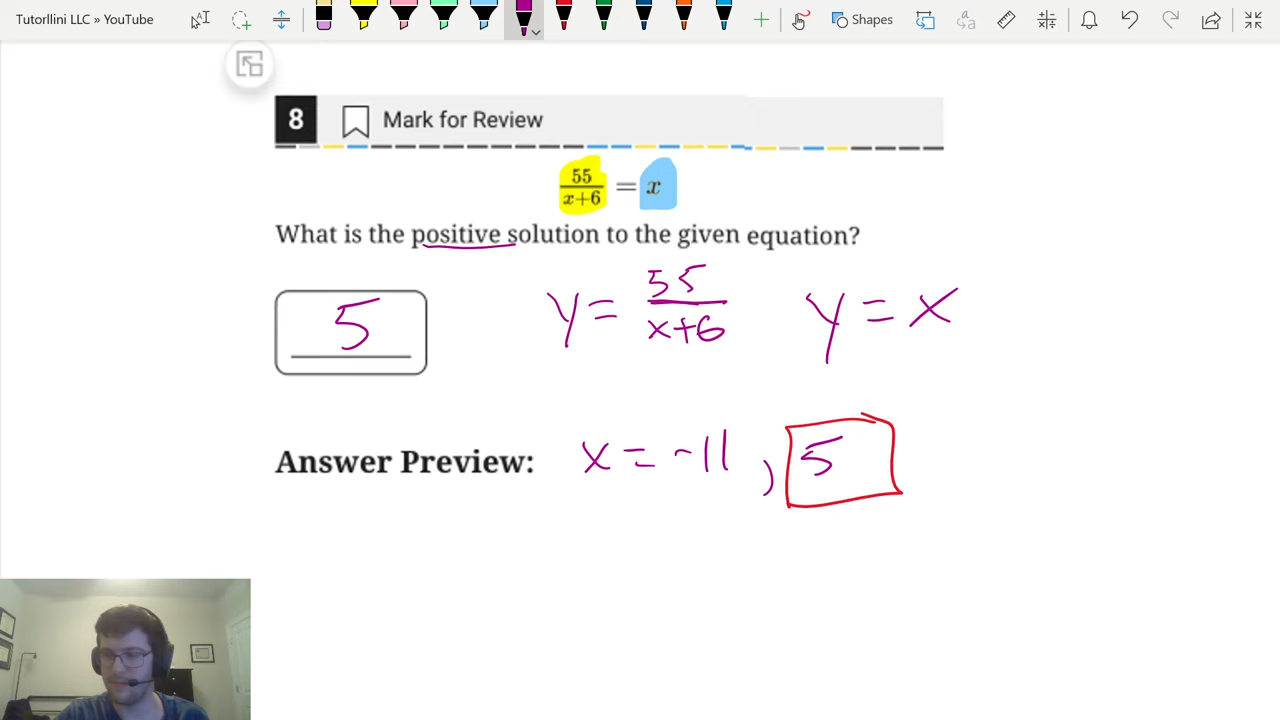 Tutorllini LLC » YouTube
Shapes
8 Mark for Review
55/(x+6) = x
What is the positive solution to the given equation?
5
y = 55/(x+6) y = x
Answer Preview: x = -11 , 5